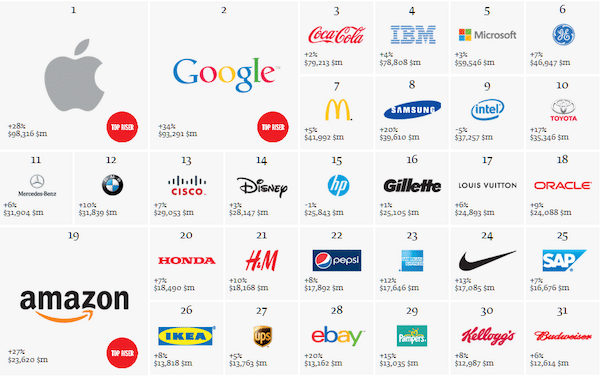 1
+28%
$98,316 $m
TOP RISER
2
Google™
+34%
$93,291 $m
TOP RISER
3
Coca-Cola
+2%
$79,213 $m
4
IBM
+4%
$78,808 $m
5
Microsoft
+3%
$59,546 $m
6
GE
+7%
$46,947 $m
7
+5%
$41,992 $m
8
SAMSUNG
+20%
$39,610 $m
9
intel
-5%
$37,257 $m
10
TOYOTA
+17%
$35,346 $m
11
Mercedes-Benz
+6%
$31,904 $m
12
BMW
+10%
$31,839 $m
13
CISCO.
+7%
$29,053 $m
14
Disney
+3%
$28,147 $m
15
hp
-1%
$25,843 $m
16
Gillette
+1%
$25,105 $m
17
LOUIS VUITTON
+6%
$24,893 $m
18
ORACLE
+9%
$24,088 $m
19
amazon
+27%
$23,620 $m
TOP RISER
20
HONDA
+7%
$18,490 $m
21
H&M
+10%
$18,168 $m
22
pepsi
+8%
$17,892 $m
23
AMERICAN
EXPRESS
+12%
$17,646 $m
24
+13%
$17,085 $m
25
SAP
+7%
$16,676 $m
26
IKEA
+8%
$13,818 $m
27
ups
+5%
$13,763 $m
28
ebay
+20%
$13,162 $m
29
Pampers
+15%
$13,035 $m
30
Kellogg's
+8%
$12,987 $m
31
Budweiser
+6%
$12,614 $m